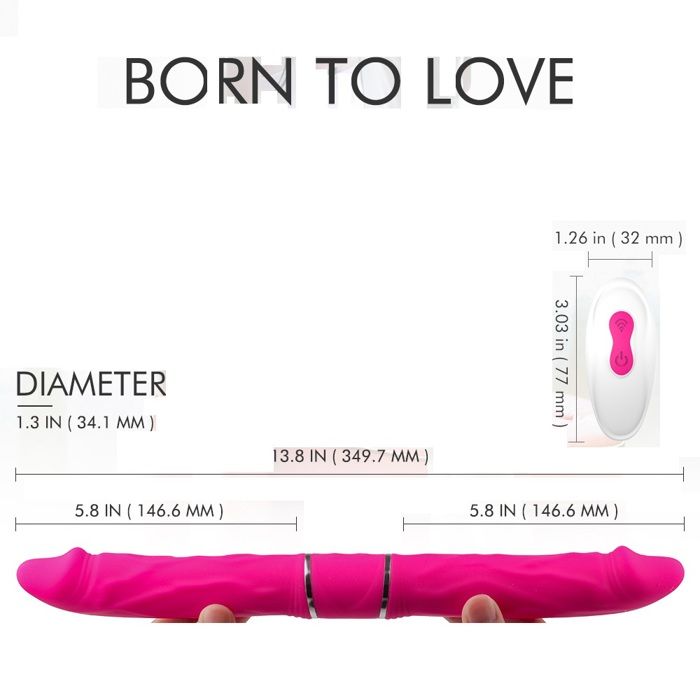 BORN TO LOVE
1.26 in ( 32 mm )
3.03 in ( 77 mm )
DIAMETER
1.3 IN ( 34.1 MM )
13.8 IN ( 349.7 MM )
5.8 IN ( 146.6 MM )
5.8 IN ( 146.6 MM )